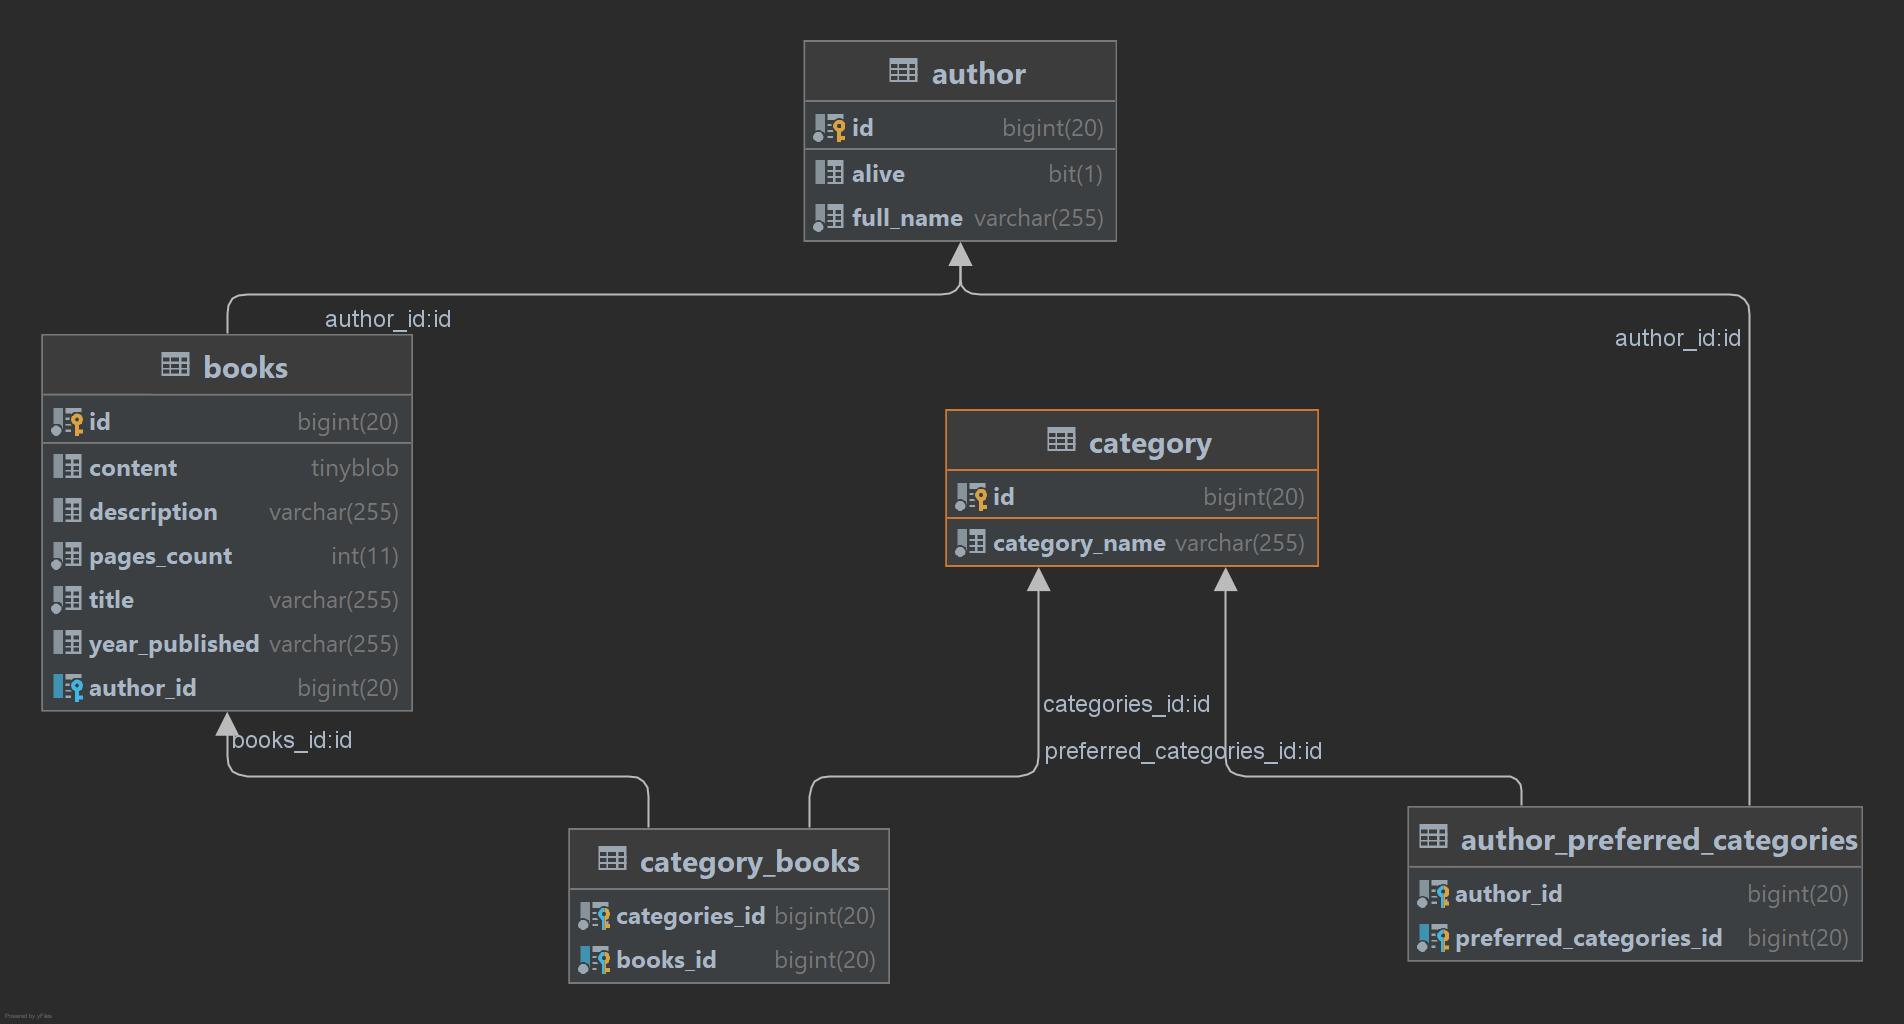 author
id bigint(20)
alive bit(1)
full_name varchar(255)
author_id:id
author_id:id
books
id bigint(20)
content tinyblob
description varchar(255)
pages_count int(11)
title varchar(255)
year_published varchar(255)
author_id bigint(20)
category
id bigint(20)
category_name varchar(255)
categories_id:id
books_id:id
preferred_categories_id:id
category_books
categories_id bigint(20)
books_id bigint(20)
author_preferred_categories
author_id bigint(20)
preferred_categories_id bigint(20)
Powered by yFiles